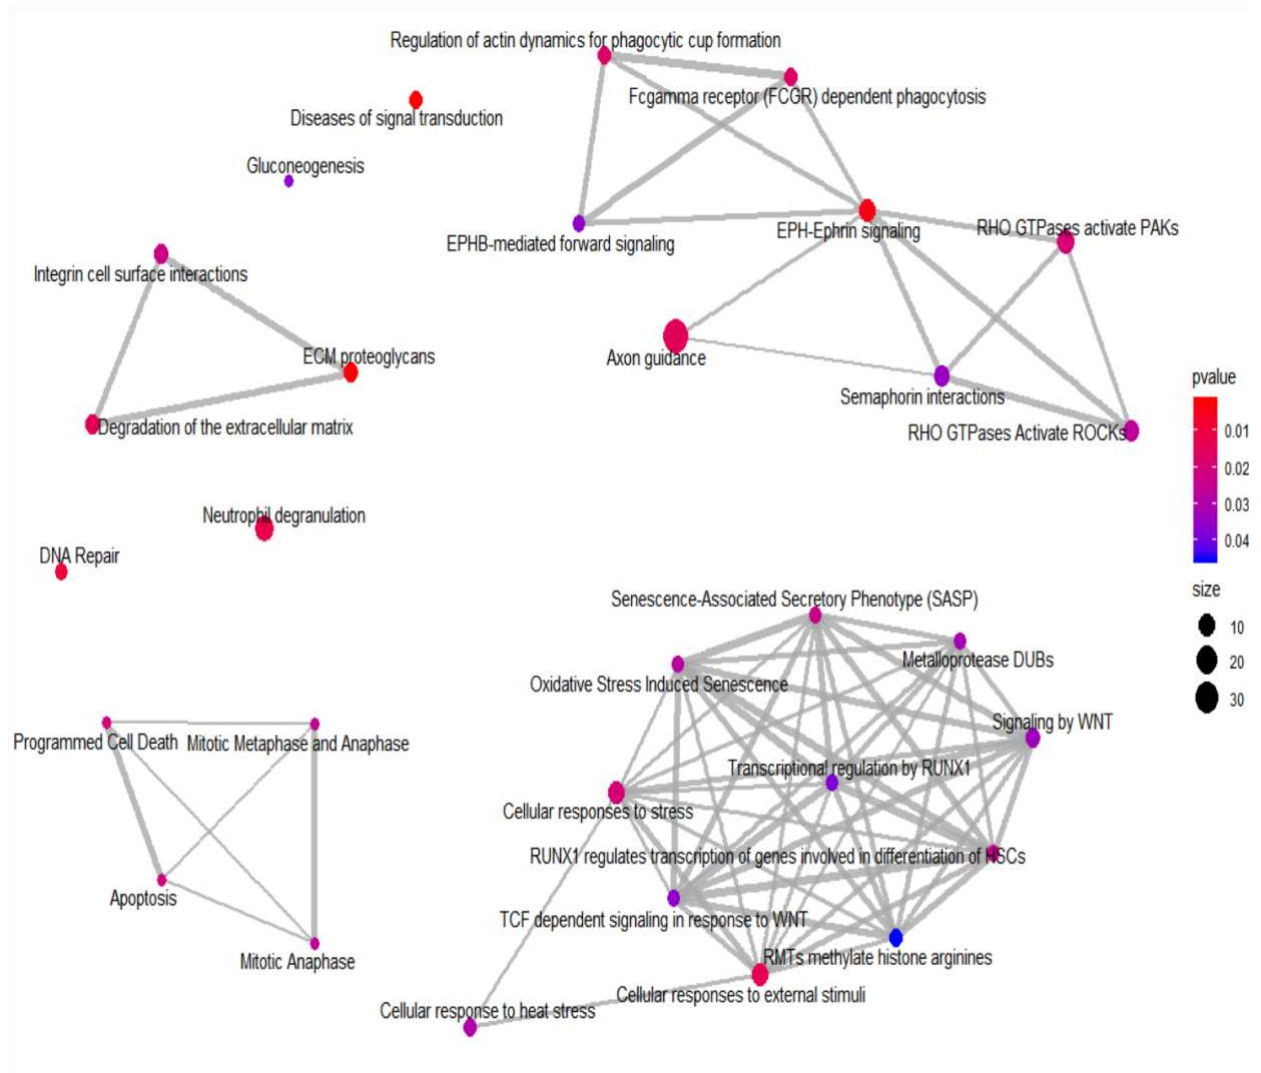 Regulation of actin dynamics for phagocytic cup formation
Fcgamma receptor (FCGR) dependent phagocytosis
Diseases of signal transduction
Gluconeogenesis
EPHB-mediated forward signaling
EPH-Ephrin signaling
RHO GTPases activate PAKs
Integrin cell surface interactions
ECM proteoglycans
Axon guidance
Semaphorin interactions
Degradation of the extracellular matrix
RHO GTPases Activate ROCKs
pvalue
0.01
0.02
0.03
0.04
Neutrophil degranulation
DNA Repair
size
10
20
30
Senescence-Associated Secretory Phenotype (SASP)
Metalloprotease DUBs
Oxidative Stress Induced Senescence
Signaling by WNT
Programmed Cell Death
Mitotic Metaphase and Anaphase
Transcriptional regulation by RUNX1
Cellular responses to stress
RUNX1 regulates transcription of genes involved in differentiation of HSCs
Apoptosis
TCF dependent signaling in response to WNT
Mitotic Anaphase
RMTs methylate histone arginines
Cellular responses to external stimuli
Cellular response to heat stress